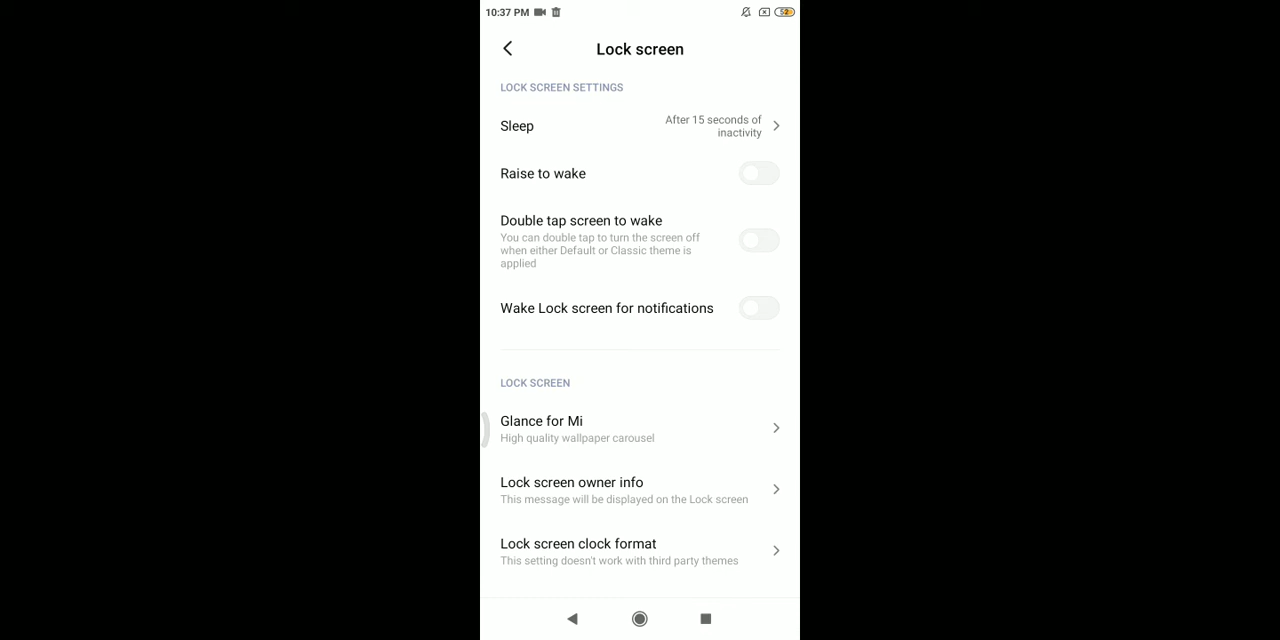 10:37 PM
52
Lock screen
LOCK SCREEN SETTINGS
Sleep
After 15 seconds of
inactivity
Raise to wake
Double tap screen to wake
You can double tap to turn the screen off
when either Default or Classic theme is
applied
Wake Lock screen for notifications
LOCK SCREEN
Glance for Mi
High quality wallpaper carousel
Lock screen owner info
This message will be displayed on the Lock screen
Lock screen clock format
This setting doesn't work with third party themes